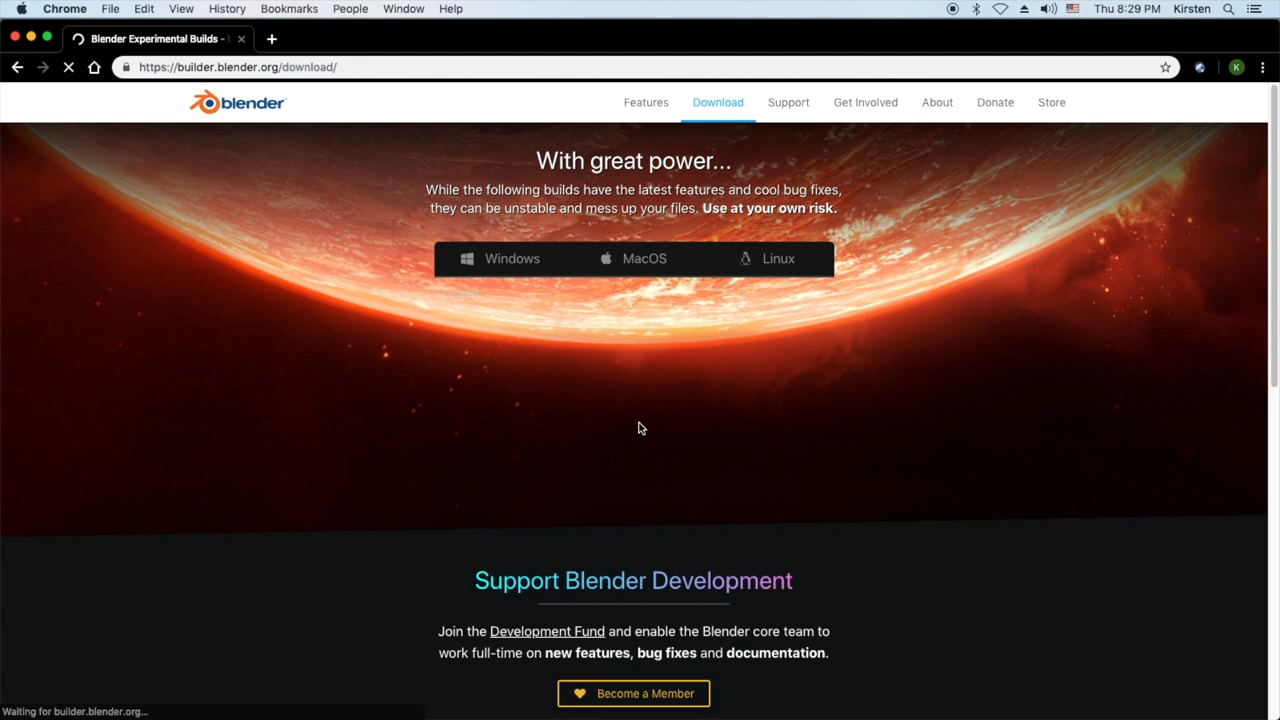 Chrome File Edit View History Bookmarks People Window Help Thu 8:29 PM Kirsten
Blender Experimental Builds -
https://builder.blender.org/download/
K
blender
Features Download Support Get Involved About Donate Store
With great power...
While the following builds have the latest features and cool bug fixes,
they can be unstable and mess up your files. Use at your own risk.
Windows MacOS Linux
Support Blender Development
Join the Development Fund and enable the Blender core team to
work full-time on new features, bug fixes and documentation.
Become a Member
Waiting for builder.blender.org...